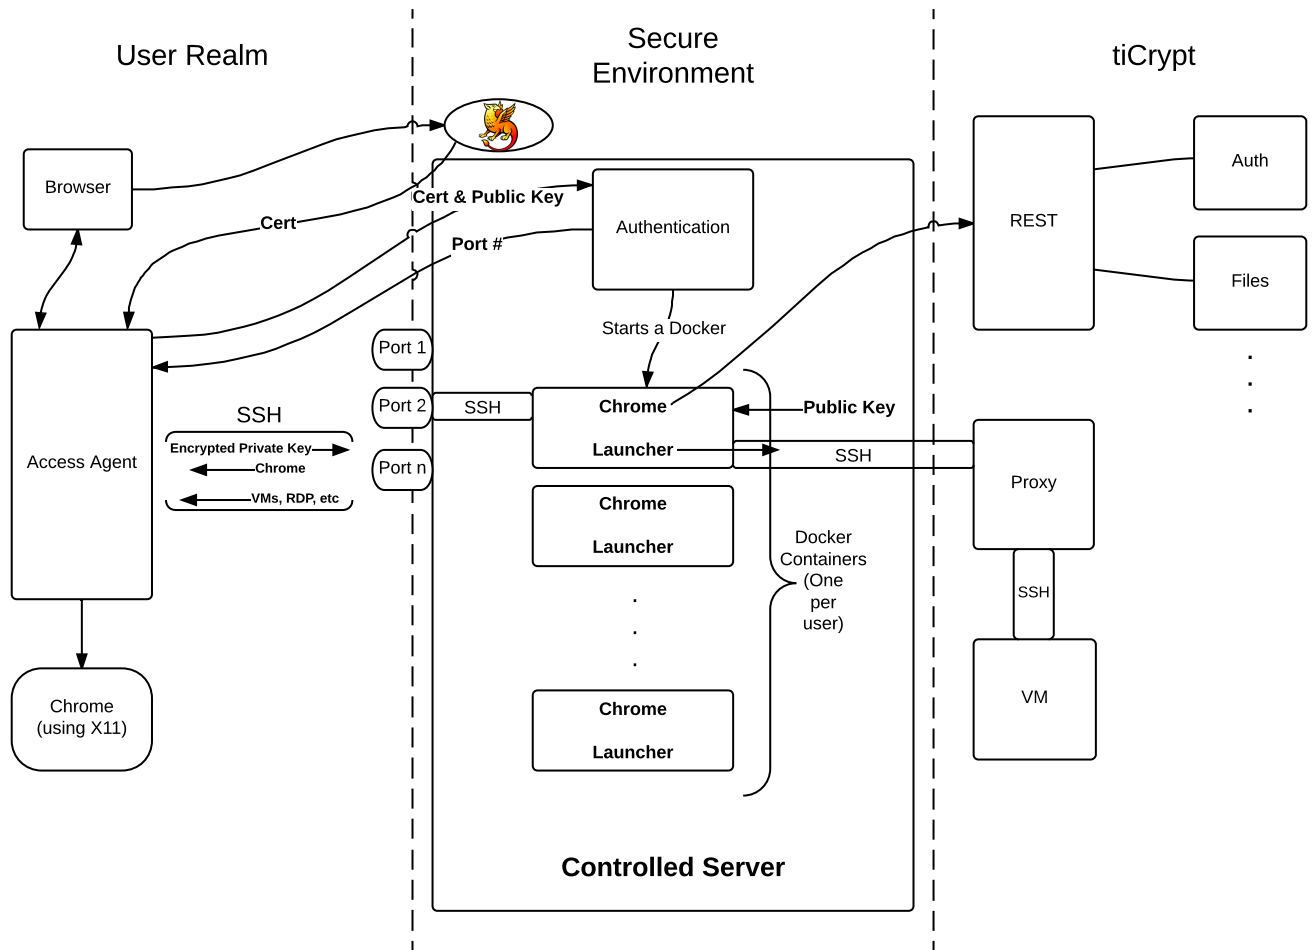 User Realm
Secure
Environment
tiCrypt
Browser
Cert
Cert & Public Key
Port #
Authentication
REST
Auth
Files
.
.
.
Starts a Docker
Port 1
Port 2
Port n
SSH
Chrome
Launcher
Public Key
SSH
Access Agent
SSH
Encrypted Private Key
Chrome
VMs, RDP, etc
Chrome
Launcher
.
.
.
Chrome
Launcher
Docker
Containers
(One
per
user)
Proxy
SSH
VM
Chrome
(using X11)
Controlled Server